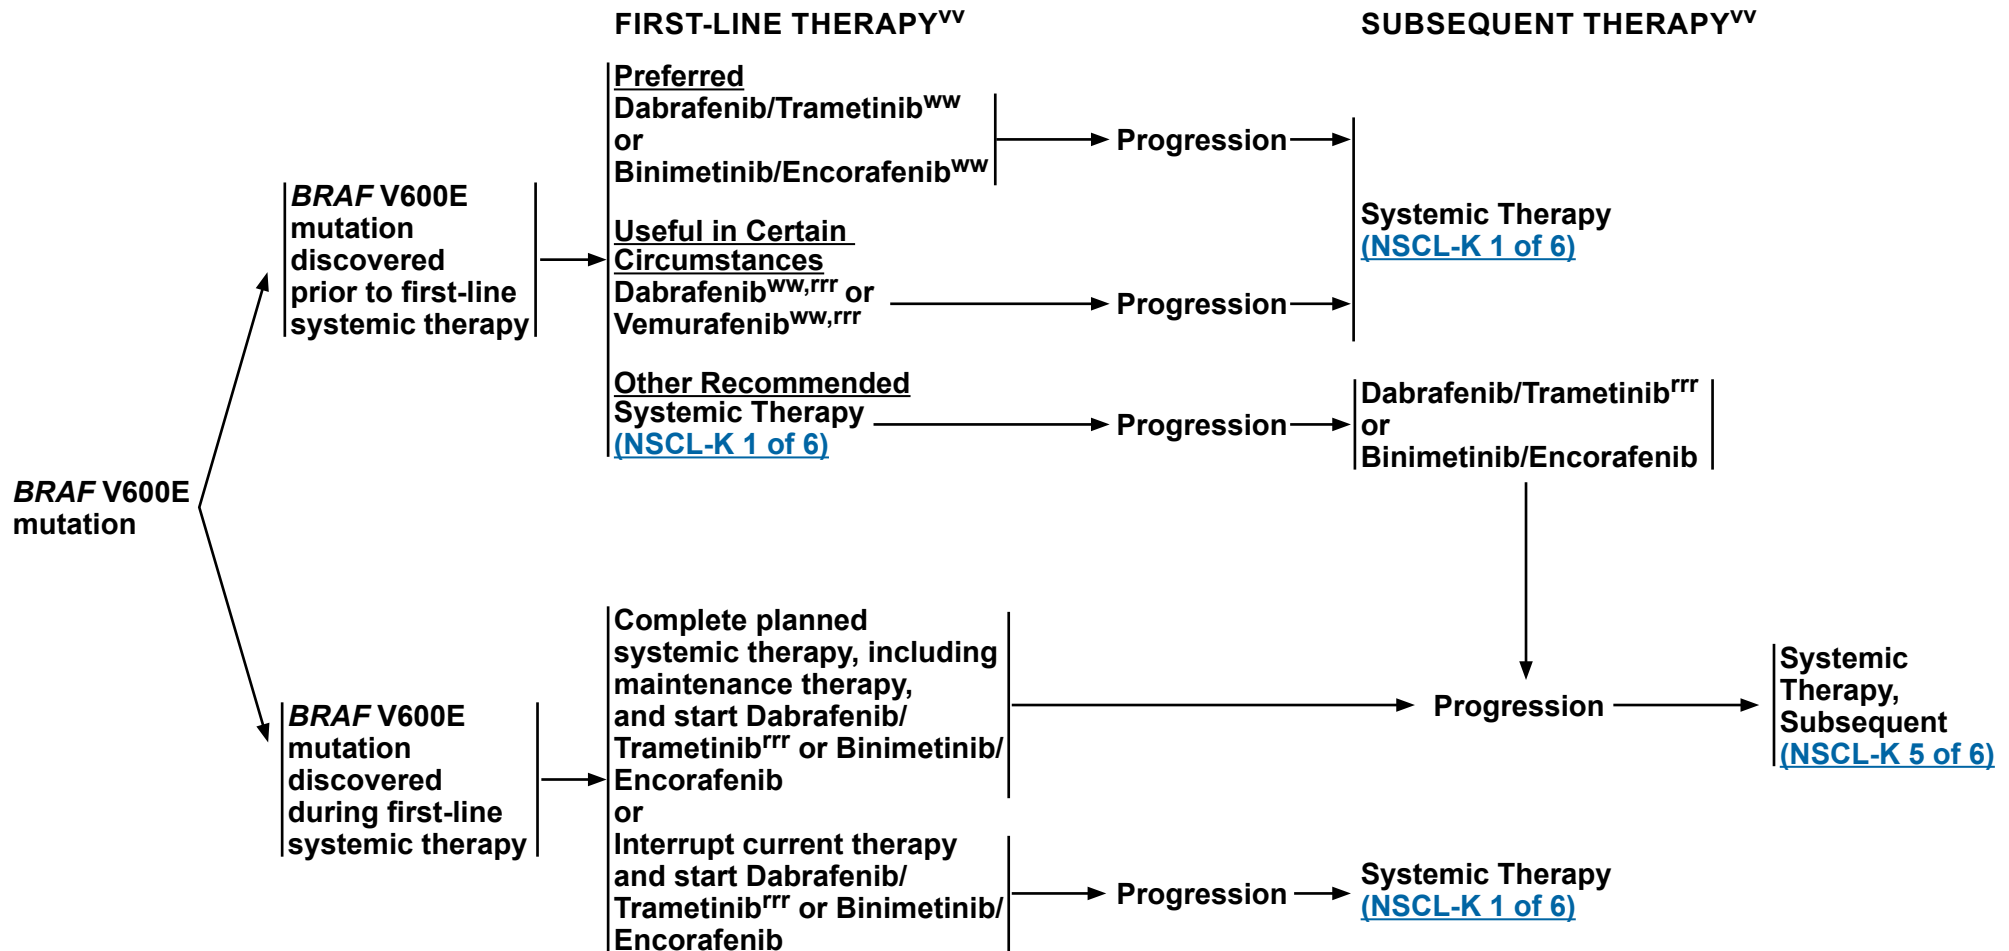 FIRST-LINE THERAPYvv
SUBSEQUENT THERAPYvv
BRAF V600E
mutation
BRAF V600E
mutation
discovered
prior to first-line
systemic therapy
Preferred
Dabrafenib/Trametinibww
or
Binimetinib/Encorafenibww
Progression
Useful in Certain
Circumstances
Dabrafenibww,rrr or
Vemurafenibww,rrr
Progression
Systemic Therapy
(NSCL-K 1 of 6)
Other Recommended
Systemic Therapy
(NSCL-K 1 of 6)
Progression
Dabrafenib/Trametinibrrr
or
Binimetinib/Encorafenib
BRAF V600E
mutation
discovered
during first-line
systemic therapy
Complete planned
systemic therapy, including
maintenance therapy,
and start Dabrafenib/
Trametinibrrr or Binimetinib/
Encorafenib
or
Interrupt current therapy
and start Dabrafenib/
Trametinibrrr or Binimetinib/
Encorafenib
Progression
Systemic
Therapy,
Subsequent
(NSCL-K 5 of 6)
Progression
Systemic Therapy
(NSCL-K 1 of 6)